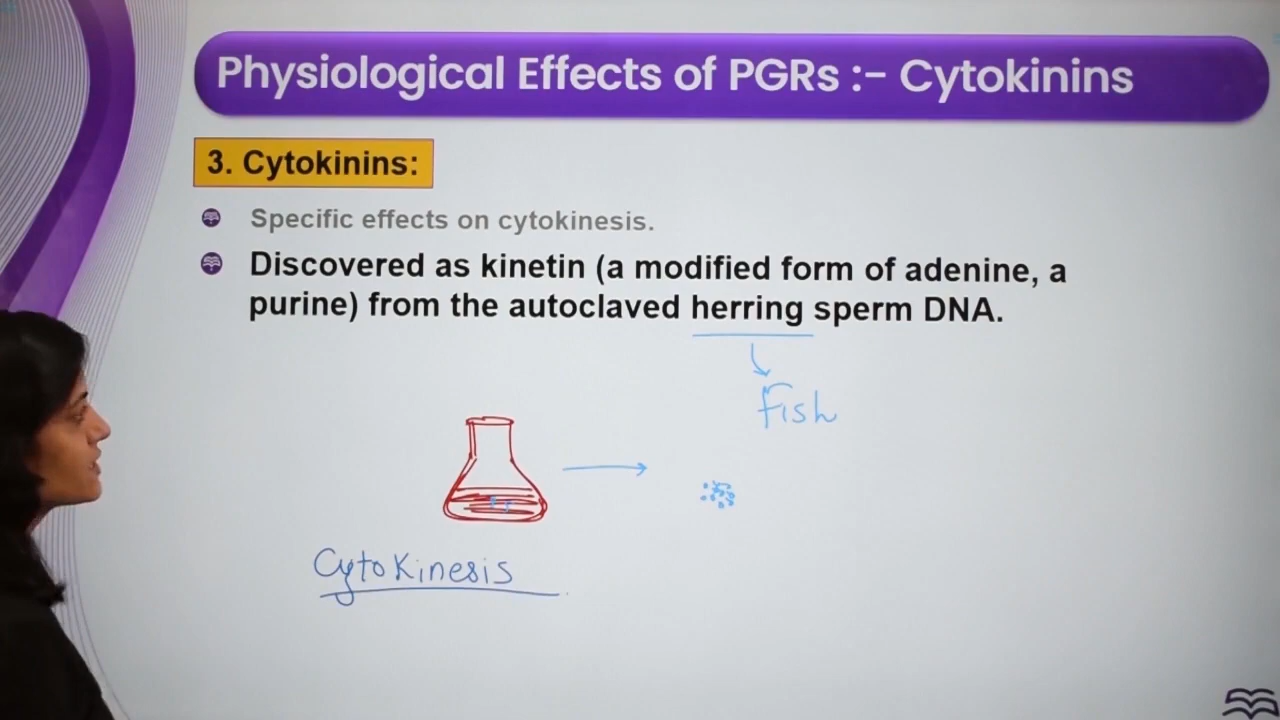 Physiological Effects of PGRs :- Cytokinins
3. Cytokinins:
Specific effects on cytokinesis.
Discovered as kinetin (a modified form of adenine, a
purine) from the autoclaved herring sperm DNA.
fish
CytoKinesis